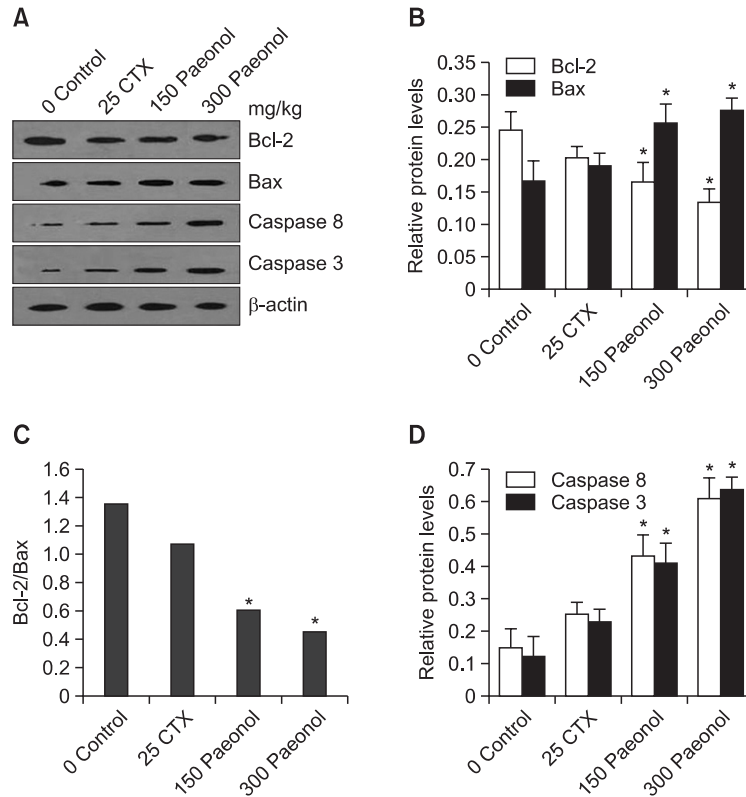 A
0 Control
25 CTX
150 Paeonol
300 Paeonol
mg/kg
Bcl-2
Bax
Caspase 8
Caspase 3
β-actin
B
Relative protein levels
0.35
0.30
0.25
0.20
0.15
0.10
0.05
0
Bcl-2
Bax
*
*
*
*
0 Control
25 CTX
150 Paeonol
300 Paeonol
C
Bcl-2/Bax
1.6
1.4
1.2
1.0
0.8
0.6
0.4
0.2
0
*
*
0 Control
25 CTX
150 Paeonol
300 Paeonol
D
Relative protein levels
0.7
0.6
0.5
0.4
0.3
0.2
0.1
0
Caspase 8
Caspase 3
* *
* *
0 Control
25 CTX
150 Paeonol
300 Paeonol